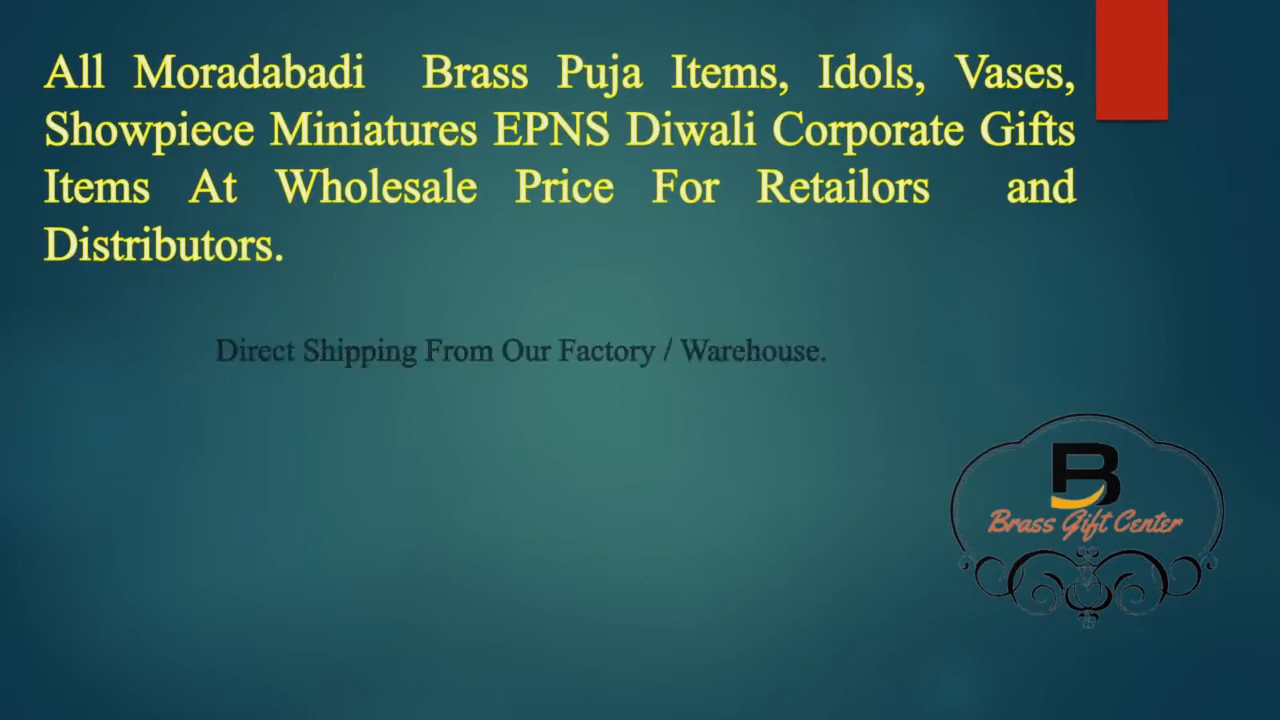 All Moradabadi Brass Puja Items, Idols, Vases,
Showpiece Miniatures EPNS Diwali Corporate Gifts
Items At Wholesale Price For Retailors and
Distributors.
Direct Shipping From Our Factory / Warehouse.
B
Brass Gift Center